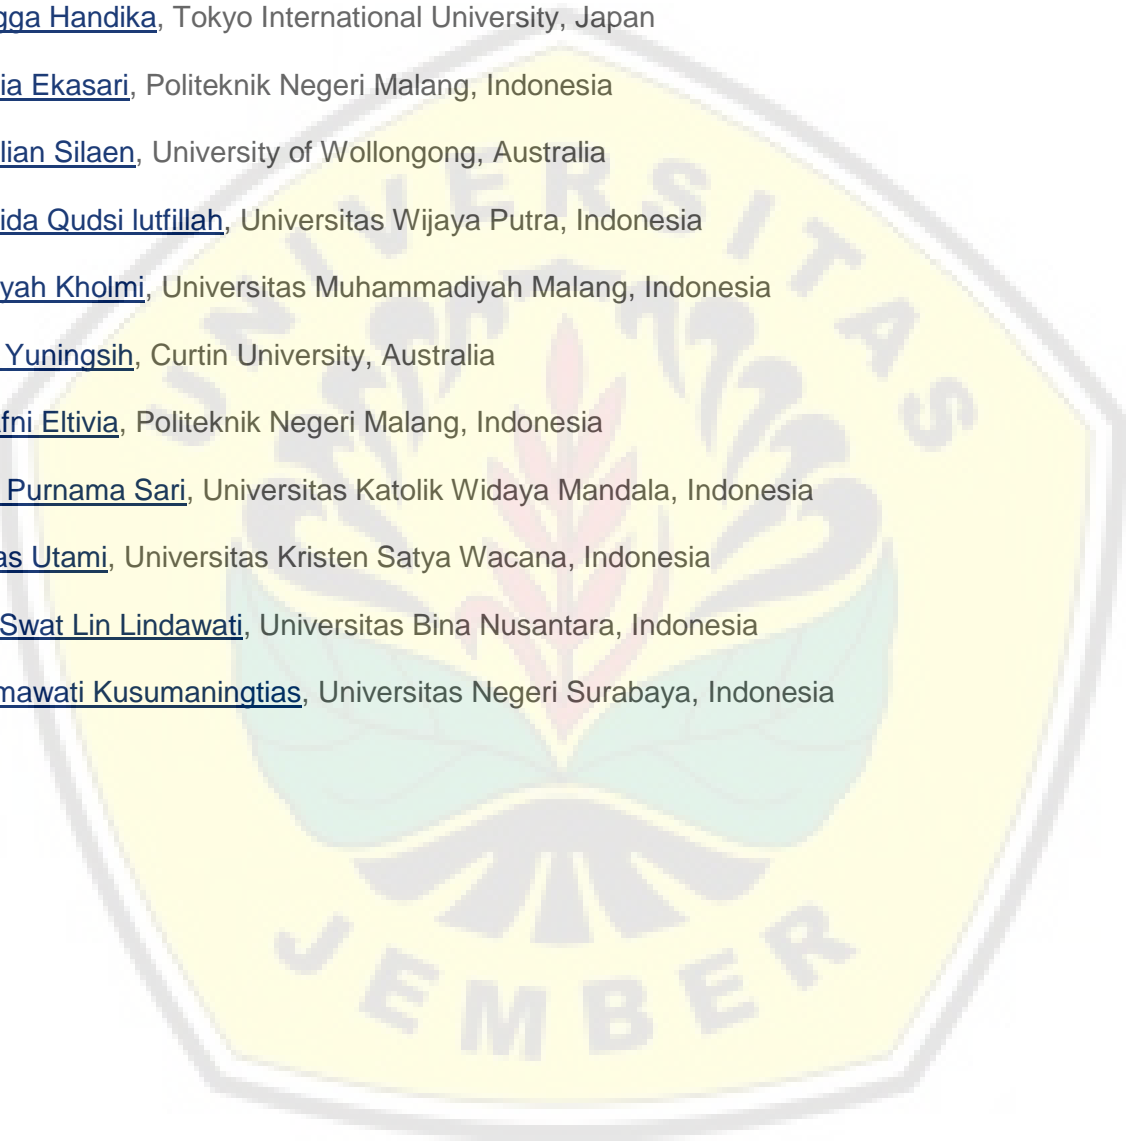 gga Handika, Tokyo International University, Japan
ia Ekasari, Politeknik Negeri Malang, Indonesia
lian Silaen, University of Wollongong, Australia
ida Qudsi lutfillah, Universitas Wijaya Putra, Indonesia
yah Kholmi, Universitas Muhammadiyah Malang, Indonesia
Yuningsih, Curtin University, Australia
fni Eltivia, Politeknik Negeri Malang, Indonesia
Purnama Sari, Universitas Katolik Widaya Mandala, Indonesia
as Utami, Universitas Kristen Satya Wacana, Indonesia
Swat Lin Lindawati, Universitas Bina Nusantara, Indonesia
mawati Kusumaningtias, Universitas Negeri Surabaya, Indonesia
UNIVERSITAS
JEMBER